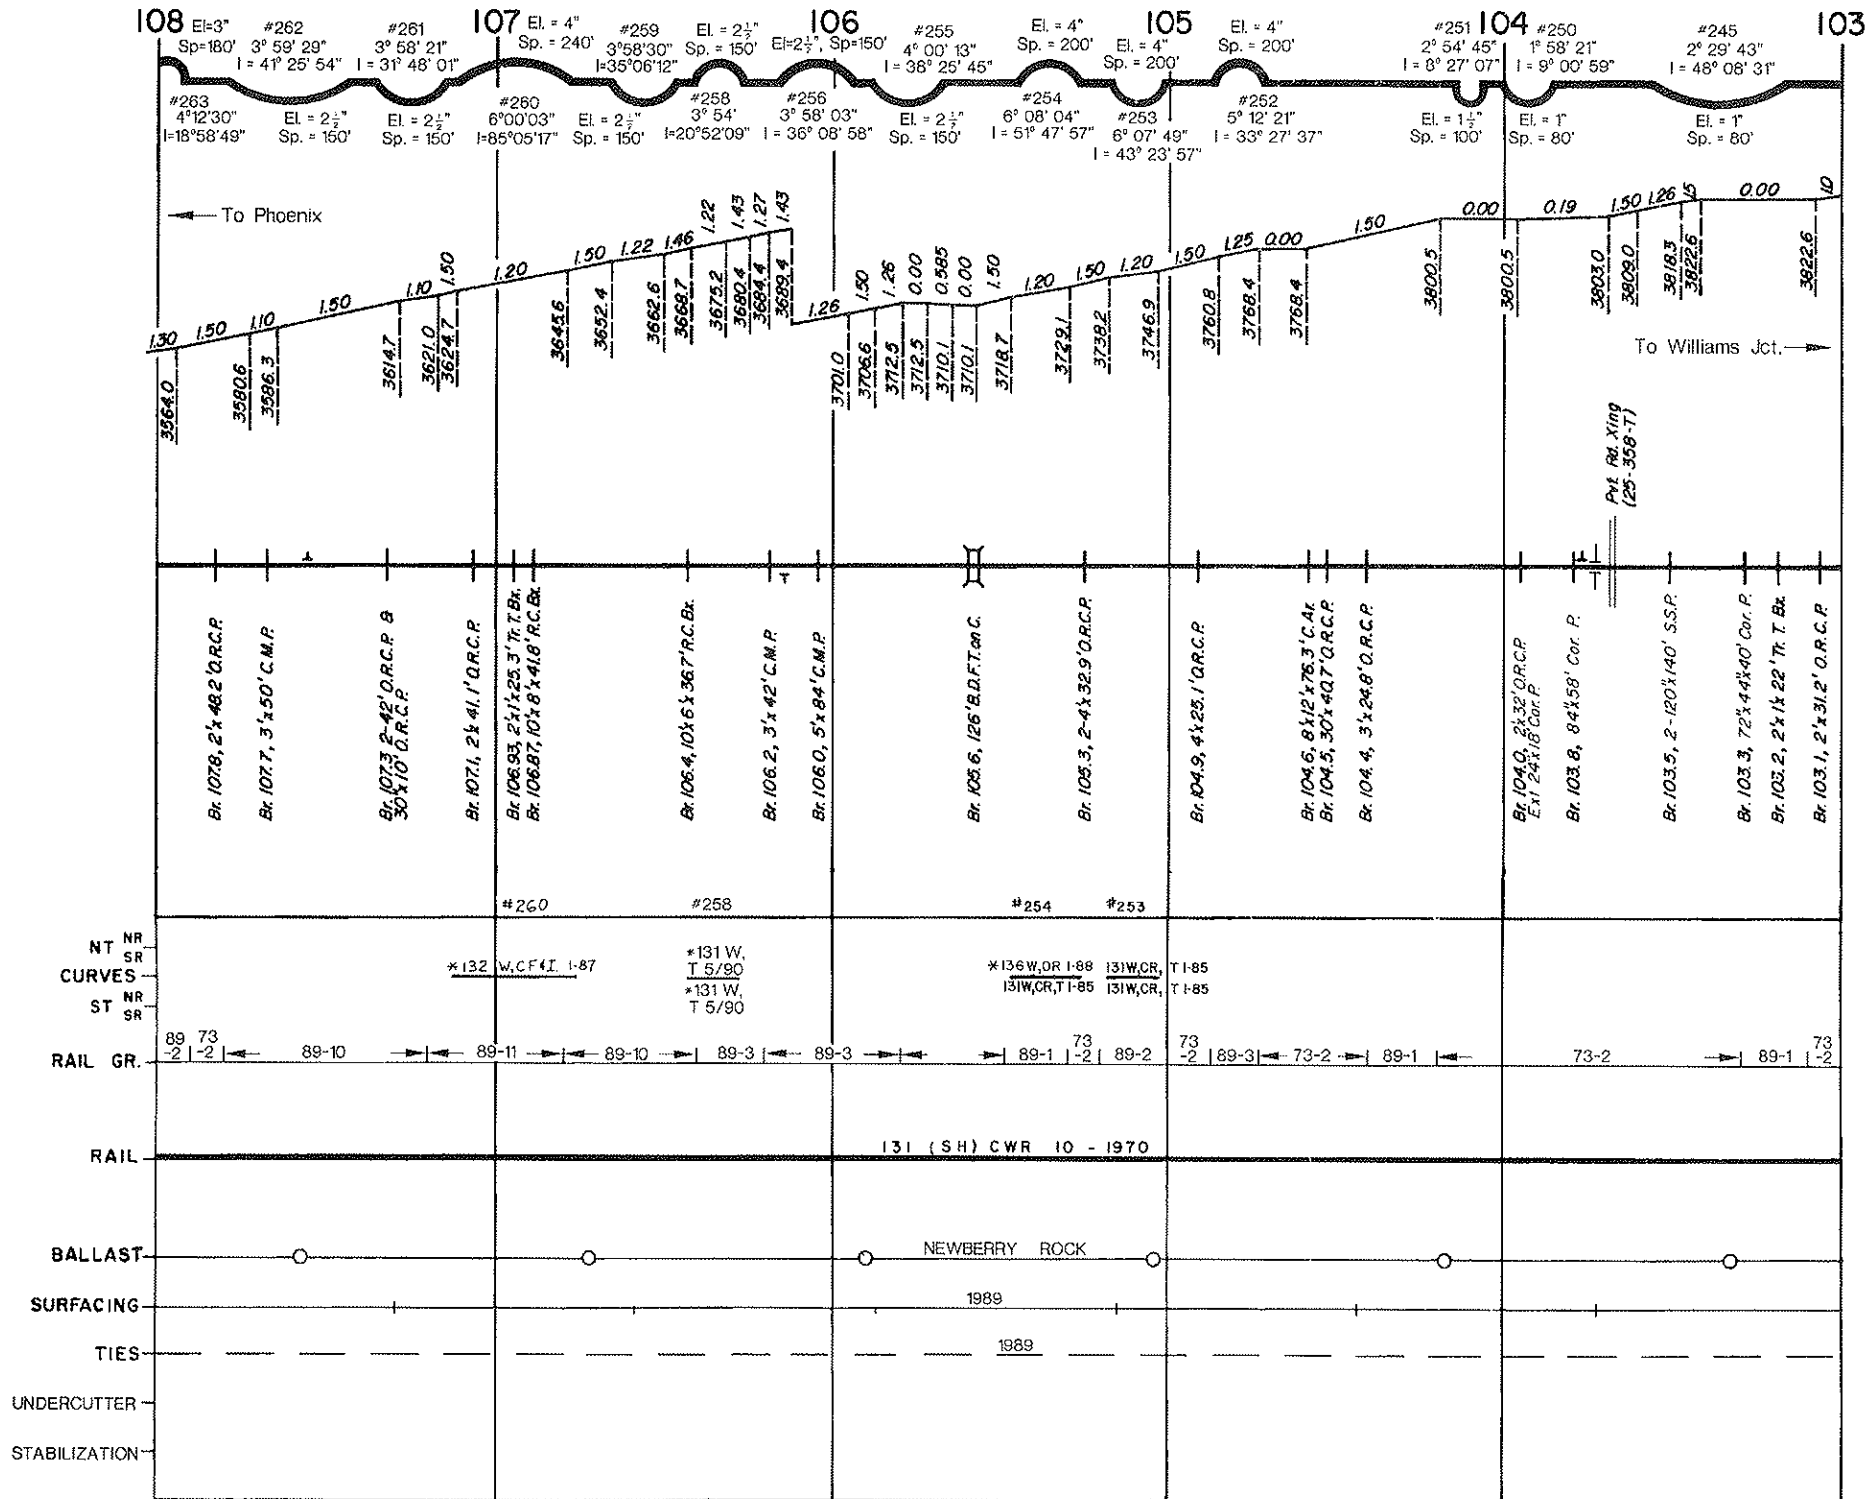 108 107 106 105 104 103
El=3" Sp=180'
#262 3° 59' 29" I = 41° 25' 54"
#261 3° 58' 21" I = 31° 48' 01"
El. = 4" Sp. = 240'
#259 3°58'30" I=35°06'12"
El. = 2½" Sp. = 150'
El=2½", Sp=150'
#255 4° 00' 13" I = 38° 25' 45"
El. = 4" Sp. = 200'
El. = 4" Sp. = 200'
El. = 4" Sp. = 200'
#251 2° 54' 45" I = 8° 27' 07"
#250 1° 58' 21" I = 9° 00' 59"
#245 2° 29' 43" I = 48° 08' 31"
#263 4°12'30" I=18°58'49"
El. = 2½" Sp. = 150'
El. = 2½" Sp. = 150'
#260 6°00'03" I=85°05'17"
El. = 2½" Sp. = 150'
#258 3° 54' I=20°52'09"
#256 3° 58' 03" I = 36° 08' 58"
El. = 2½" Sp. = 150'
#254 6° 08' 04" I = 51° 47' 57"
#253 6° 07' 49" I = 43° 23' 57"
#252 5° 12' 21" I = 33° 27' 37"
El. = 1½" Sp. = 100'
El. = 1" Sp. = 80'
El. = 1" Sp. = 80'
To Phoenix
1.30 1.50 1.10 1.50 1.10 1.50 1.20 1.50 1.22 1.46 1.22 1.43 1.27 1.43 1.26 1.50 1.26 0.00 0.585 0.00 1.50 1.20 1.50 1.20 1.50 1.25 0.00 1.50 0.00 0.19 1.50 1.26 .15 0.00 .10
3564.0 3580.6 3586.3 3614.7 3621.0 3624.7 3645.6 3652.4 3662.6 3668.7 3675.2 3680.4 3684.4 3689.4 3701.0 3706.6 3712.5 3712.5 3710.1 3710.1 3718.7 3729.1 3738.2 3746.9 3760.8 3768.4 3768.4 3800.5 3800.5 3803.0 3809.0 3818.3 3822.6 3822.6
To Williams Jct.
Pvt. Rd. Xing
(25-358-T)
Br. 107.8, 2'x 48.2' O.R.C.P.
Br. 107.7, 3'x 50' C.M.P.
Br. 107.3 2-42' O.R.C.P. &
30"x10' O.R.C.P.
Br. 107.1, 2'x 41.1' O.R.C.P.
Br. 106.93, 2'x1'x25.3' Tr. T. Bx.
Br. 106.87, 10'x8'x41.8' R.C. Bx.
Br. 106.4, 10'x6'x36.7' R.C. Bx.
Br. 106.2, 3'x 42' C.M.P.
Br. 106.0, 5'x 84' C.M.P.
Br. 105.6, 126' B.D.F.T. on C.
Br. 105.3, 2-4'x 32.9' O.R.C.P.
Br. 104.9, 4'x25.1' O.R.C.P.
Br. 104.6, 8'x12'x76.3' C. Ar.
Br. 104.5, 30"x 40.7' O.R.C.P.
Br. 104.4, 3'x24.8' O.R.C.P.
Br. 104.0, 2'x32' O.R.C.P.
Ext 24"x18' Cor. P.
Br. 103.8, 84"x58' Cor. P.
Br. 103.5, 2-120"x140' S.S.P.
Br. 103.3, 72"x44"x40' Cor. P.
Br. 103.2, 2'x1'x 22' Tr. T. Bx.
Br. 103.1, 2'x31.2' O.R.C.P.
#260 #258 #254 #253
NT NR SR
CURVES
ST NR SR
*132 W,CF&I 1-87
*131 W, T 5/90
*131 W, T 5/90
*136W,DR 1-88 131W,CR, T 1-85
131W,CR,T 1-85 131W,CR, T 1-85
RAIL GR. 89-2 73-2 89-10 89-11 89-10 89-3 89-3 89-1 73-2 89-2 73-2 89-3 73-2 89-1 73-2 89-1 73-2
RAIL 131 (SH) CWR 10 - 1970
BALLAST NEWBERRY ROCK
SURFACING 1989
TIES 1989
UNDERCUTTER
STABILIZATION